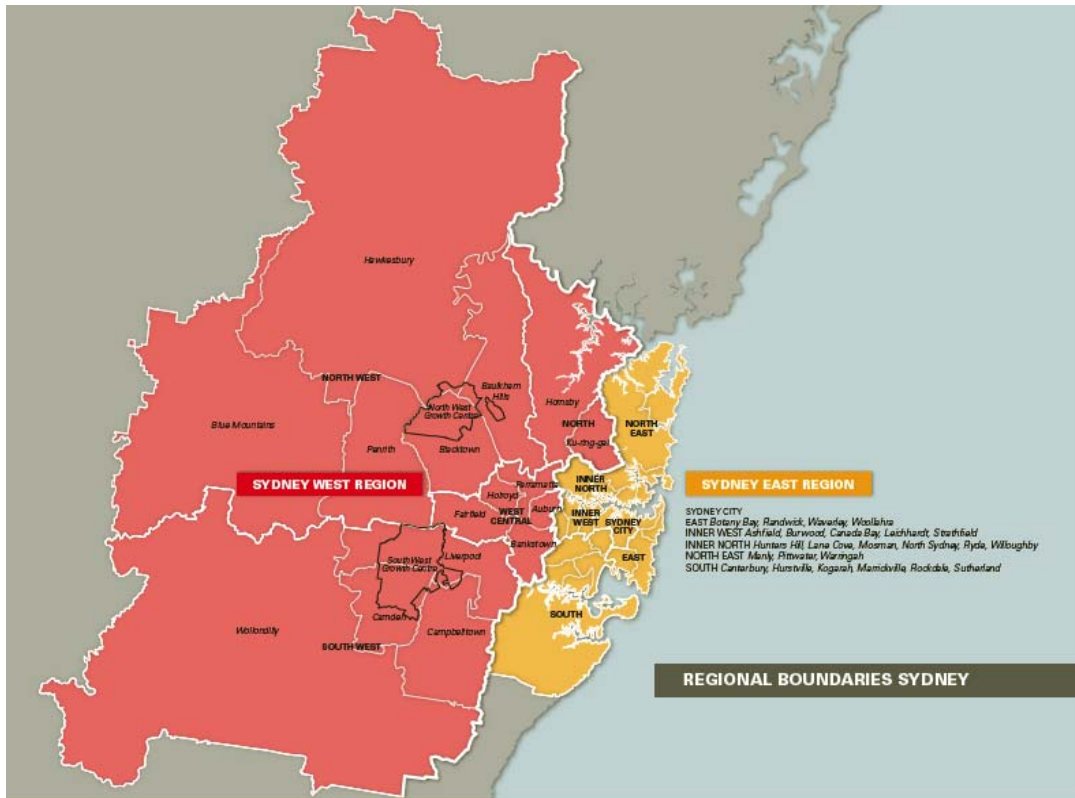 Hawkesbury
NORTH WEST
Baulkham
Hills
North West
Growth Centre
Hornsby
NORTH
Ku-ring-gai
NORTH
EAST
Blue Mountains
Penrith
Blacktown
SYDNEY WEST REGION
Parramatta
Holroyd
INNER
NORTH
SYDNEY EAST REGION
Fairfield
WEST
CENTRAL
Auburn
INNER
WEST
SYDNEY
CITY
Bankstown
EAST
SYDNEY CITY
EAST Botany Bay, Randwick, Waverley, Woollahra
INNER WEST Ashfield, Burwood, Canada Bay, Leichhardt, Strathfield
INNER NORTH Hunters Hill, Lane Cove, Mosman, North Sydney, Ryde, Willoughby
NORTH EAST Manly, Pittwater, Warringah
SOUTH Canterbury, Hurstville, Kogarah, Marrickville, Rockdale, Sutherland
South West
Growth Centre
Liverpool
Camden
Campbelltown
Wollondilly
SOUTH WEST
SOUTH
REGIONAL BOUNDARIES SYDNEY